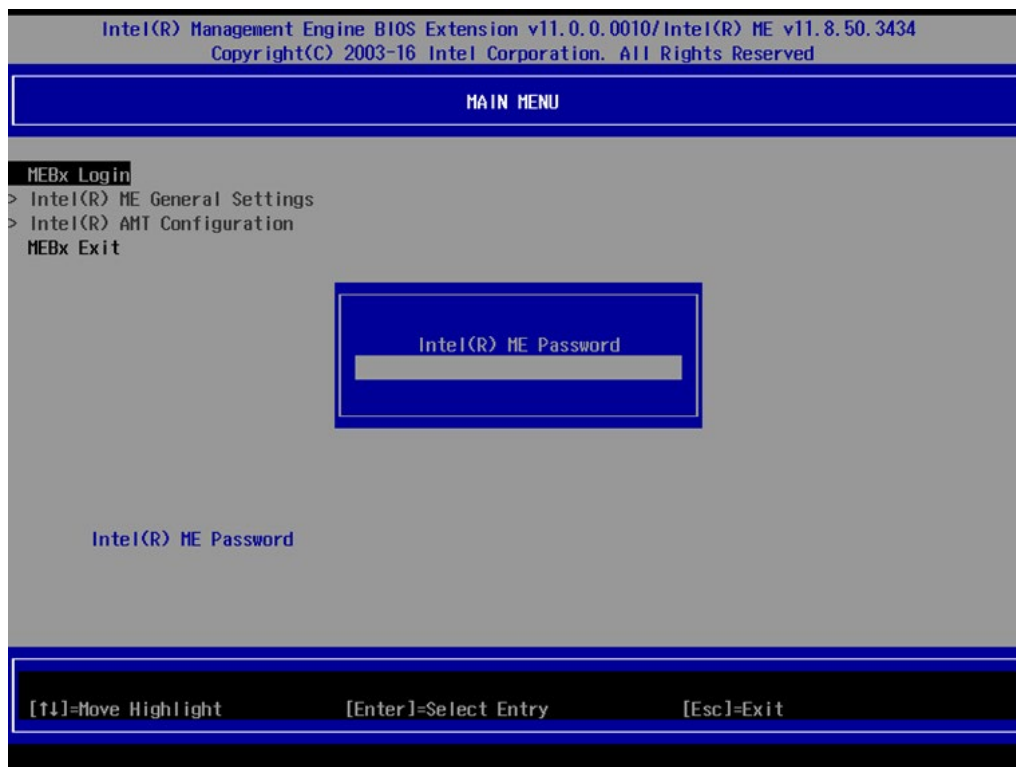 Intel(R) Management Engine BIOS Extension v11.0.0.0010/Intel(R) ME v11.8.50.3434
Copyright(C) 2003-16 Intel Corporation. All Rights Reserved
MAIN MENU
MEBx Login
> Intel(R) ME General Settings
> Intel(R) AMT Configuration
MEBx Exit
Intel(R) ME Password
Intel(R) ME Password
[↑↓]=Move Highlight [Enter]=Select Entry [Esc]=Exit